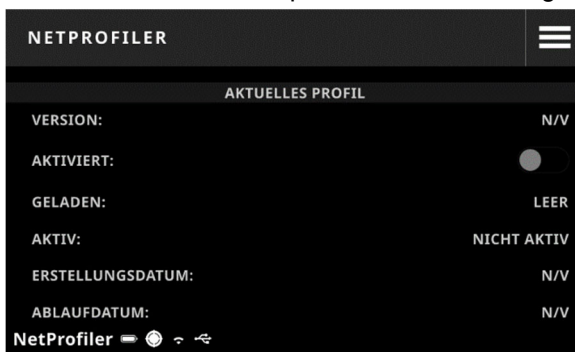 NETPROFILER
AKTUELLES PROFIL
VERSION: N/V
AKTIVIERT:
GELADEN: LEER
AKTIV: NICHT AKTIV
ERSTELLUNGSDATUM: N/V
ABLAUFDATUM: N/V
NetProfiler